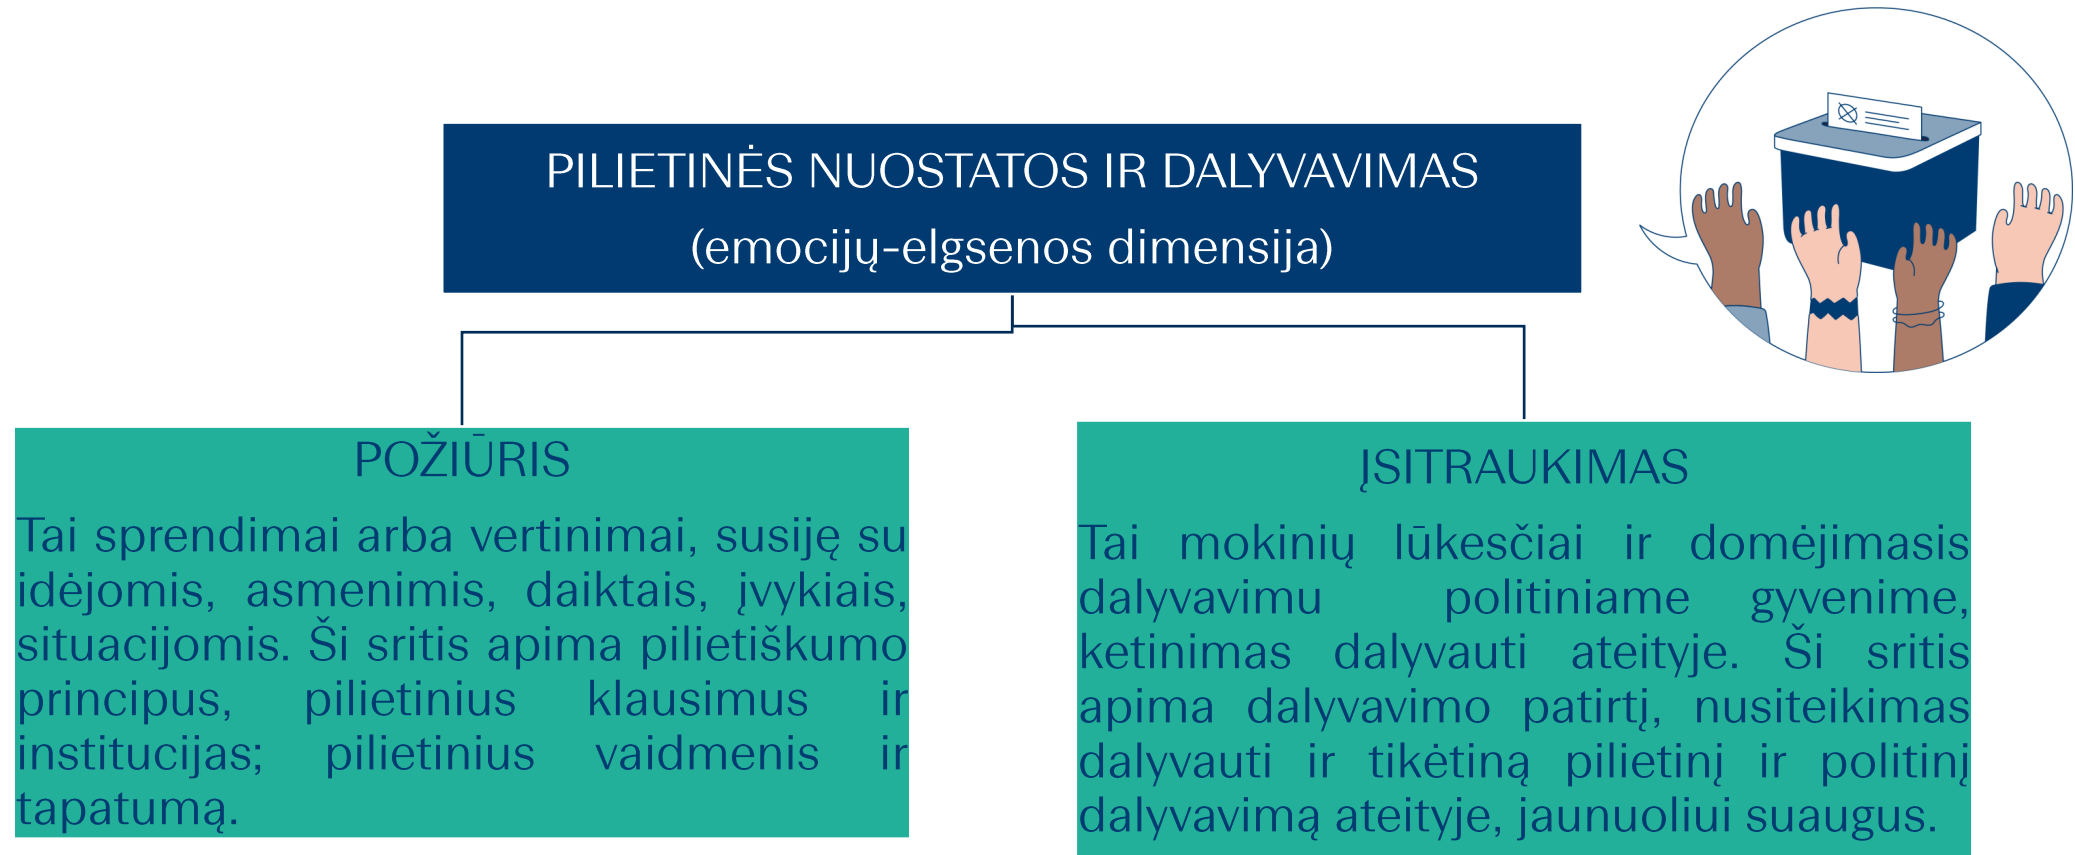 PILIETINĖS NUOSTATOS IR DALYVAVIMAS
(emocijų-elgsenos dimensija)
POŽIŪRIS
Tai sprendimai arba vertinimai, susiję su
idėjomis, asmenimis, daiktais, įvykiais,
situacijomis. Ši sritis apima pilietiškumo
principus, pilietinius klausimus ir
institucijas; pilietinius vaidmenis ir
tapatumą.
ĮSITRAUKIMAS
Tai mokinių lūkesčiai ir domėjimasis
dalyvavimu politiniame gyvenime,
ketinimas dalyvauti ateityje. Ši sritis
apima dalyvavimo patirtį, nusiteikimas
dalyvauti ir tikėtiną pilietinį ir politinį
dalyvavimą ateityje, jaunuoliui suaugus.